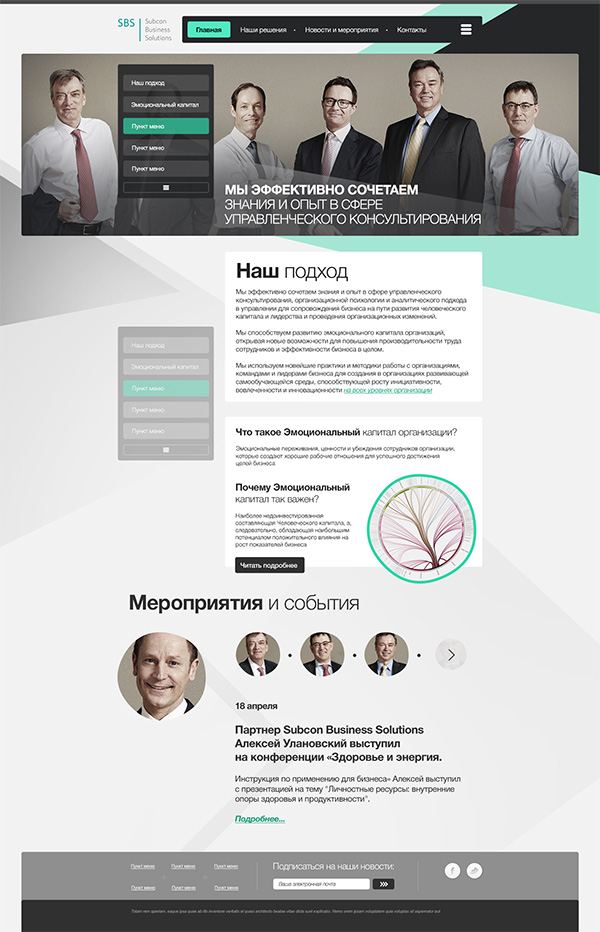 SBS
Subcon
Business
Solutions
Главная
Наши решения
Новости и мероприятия
Контакты
Наш подход
Эмоциональный капитал
Пункт меню
Пункт меню
Пункт меню
МЫ ЭФФЕКТИВНО СОЧЕТАЕМ
ЗНАНИЯ И ОПЫТ В СФЕРЕ
УПРАВЛЕНЧЕСКОГО КОНСУЛЬТИРОВАНИЯ
Наш подход
Мы эффективно сочетаем знания и опыт в сфере управленческого
консультирования, организационной психологии и аналитического подхода
в управлении для сопровождения бизнеса на пути развития человеческого
капитала и лидерства и проведения организационных изменений.
Мы способствуем развитию эмоционального капитала организаций,
открывая новые возможности для повышения производительности труда
сотрудников и эффективности бизнеса в целом.
Мы используем новейшие практики и методики работы с организациями,
командами и лидерами бизнеса для создания в организациях развивающей
самообучающейся среды, способствующей росту инициативности,
вовлеченности и инновационности на всех уровнях организации
Наш подход
Эмоциональный капитал
Пункт меню
Пункт меню
Пункт меню
Что такое Эмоциональный капитал организации?
Эмоциональные переживания, ценности и убеждения сотрудников организации,
которые создают хорошие рабочие отношения для успешного достижения
целей бизнеса
Почему Эмоциональный
капитал так важен?
Наиболее недоинвестированная
составляющая Человеческого капитала, а,
следовательно, обладающая наибольшим
потенциалом положительного влияния на
рост показателей бизнеса
Читать подробнее
Мероприятия и события
18 апреля
Партнер Subcon Business Solutions
Алексей Улановский выступил
на конференции «Здоровье и энергия.
Инструкция по применению для бизнеса» Алексей выступил
с презентацией на тему "Личностные ресурсы: внутренние
опоры здоровья и продуктивности".
Подробнее...
Пункт меню Пункт меню Пункт меню
Пункт меню Пункт меню Пункт меню
Подписаться на наши новости:
Ваша электронная почта